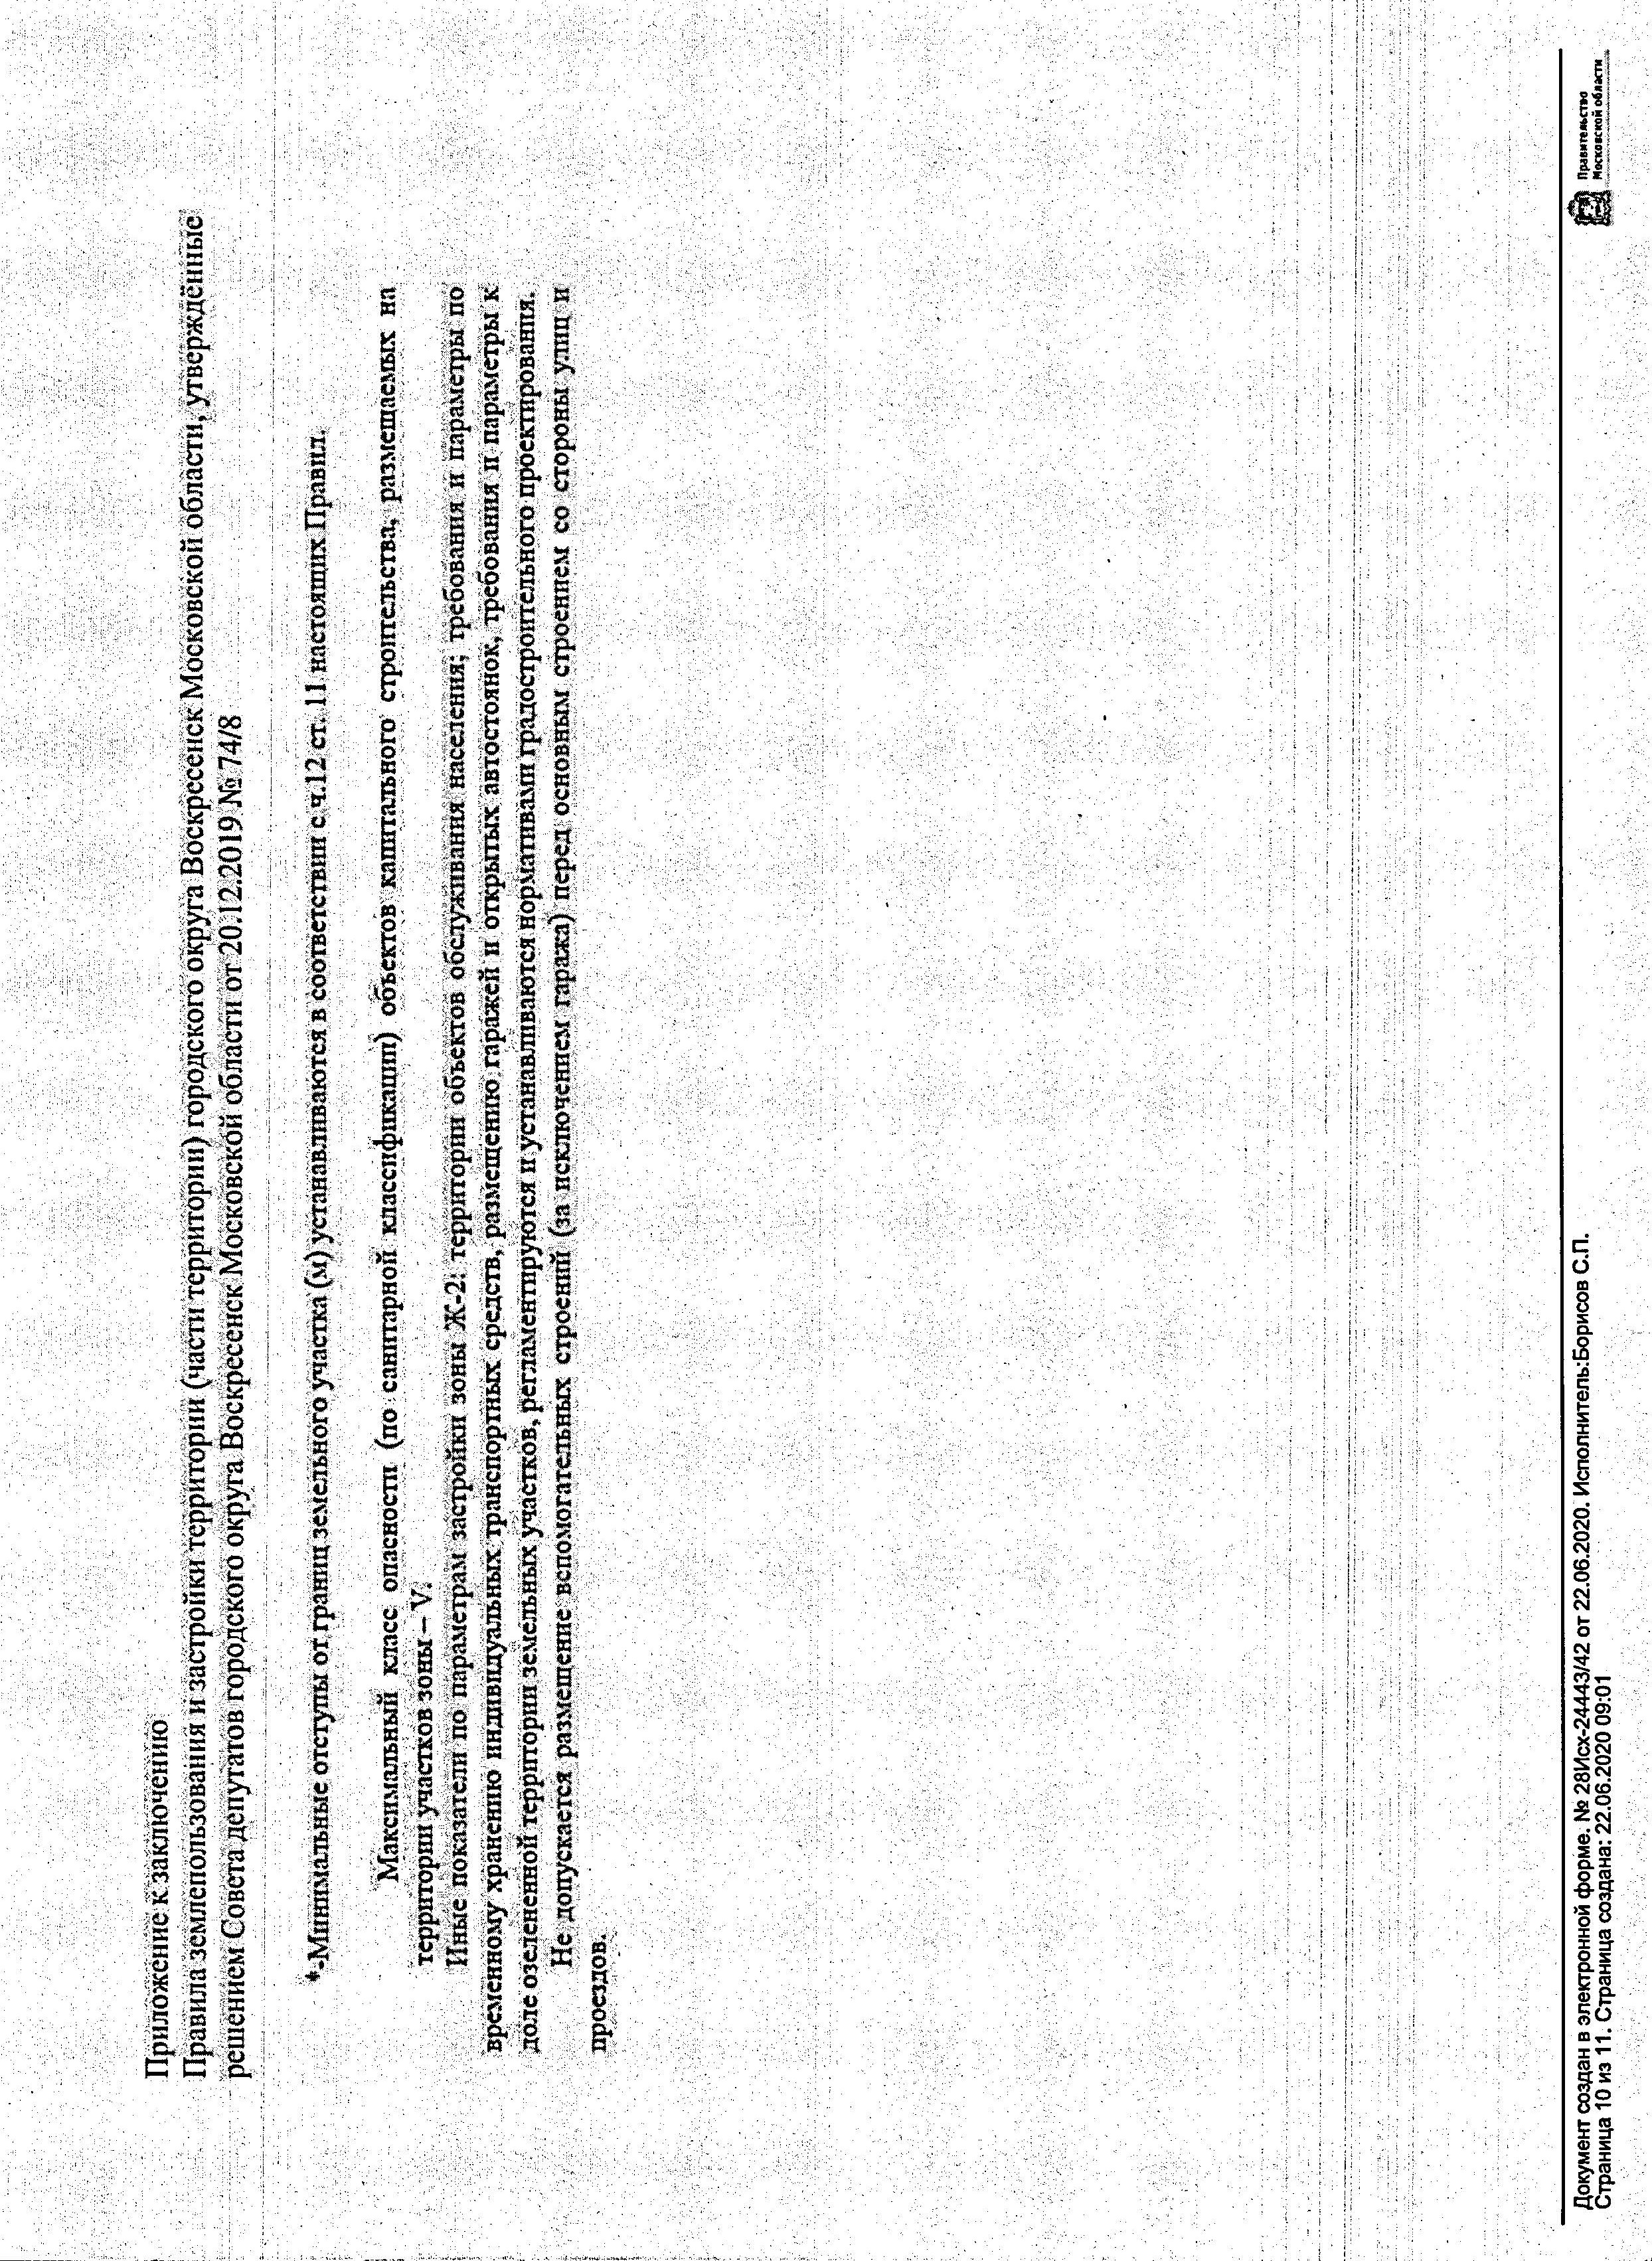 Приложение к заключению
Правила землепользования и застройки территории (части территории) городского округа Воскресенск Московской области, утверждённые
решением Совета депутатов городского округа Воскресенск Московской области от 20.12.2019 № 74/8
*-Минимальные отступы от границ земельного участка (м) устанавливаются в соответствии с ч.12 ст. 11 настоящих Правил.
Максимальный класс опасности (по санитарной классификации) объектов капитального строительства, размещаемых на
территории участков зоны – V.
Иные показатели по параметрам застройки зоны Ж-2: территории объектов обслуживания населения; требования и параметры по
временному хранению индивидуальных транспортных средств, размещению гаражей и открытых автостоянок, требования и параметры к
доле озелененной территории земельных участков, регламентируются и устанавливаются нормативами градостроительного проектирования.
Не допускается размещение вспомогательных строений (за исключением гаража) перед основным строением со стороны улиц и
проездов.
Документ создан в электронной форме. № 28Исх-24443/42 от 22.06.2020. Исполнитель:Борисов С.П.
Страница 10 из 11. Страница создана: 22.06.2020 09:01
Правительство
Московской области